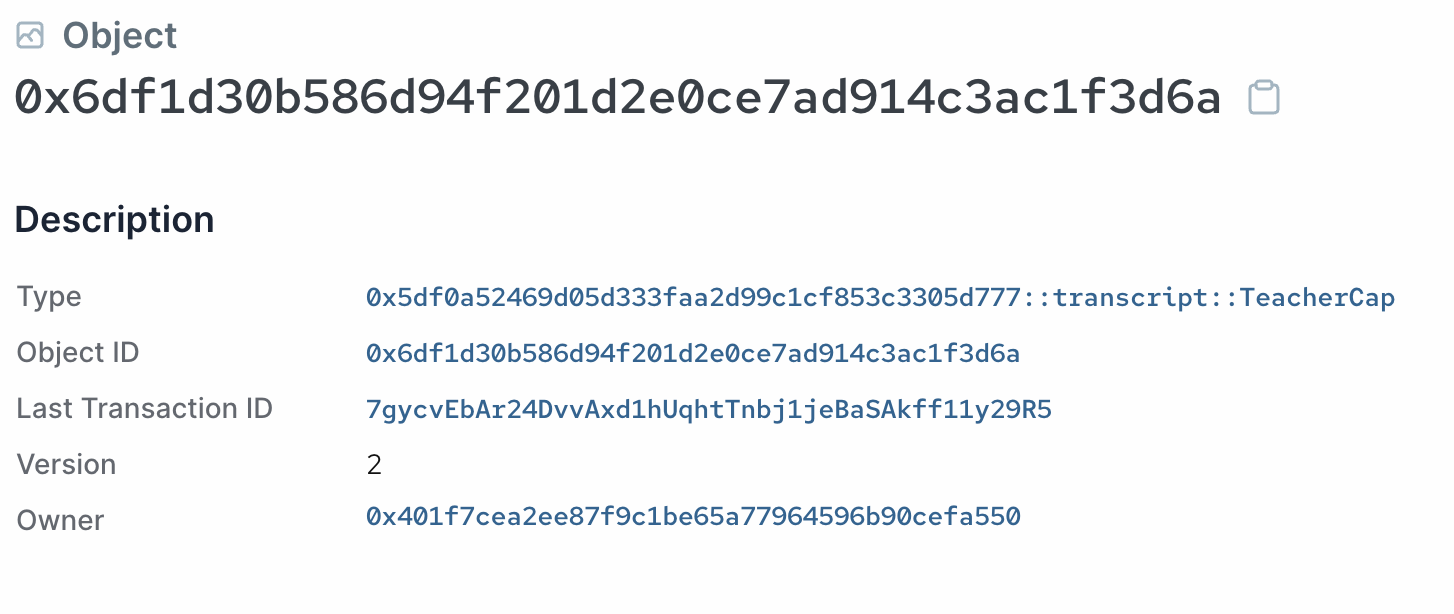 Object
0x6df1d30b586d94f201d2e0ce7ad914c3ac1f3d6a
Description
Type 0x5df0a52469d05d333faa2d99c1cf853c3305d777::transcript::TeacherCap
Object ID 0x6df1d30b586d94f201d2e0ce7ad914c3ac1f3d6a
Last Transaction ID 7gycvEbAr24DvvAxd1hUqhtTnbj1jeBaSAkff11y29R5
Version 2
Owner 0x401f7cea2ee87f9c1be65a77964596b90cefa550